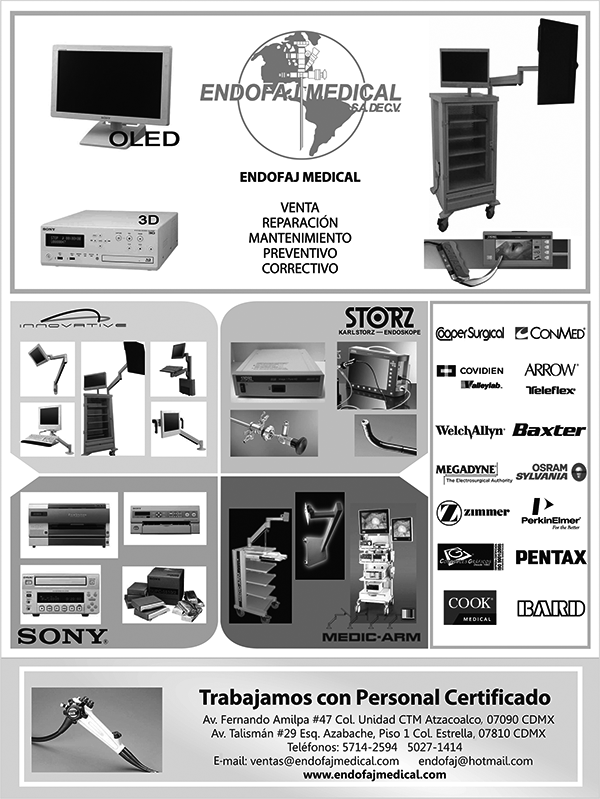 OLED
ENDOFAJ MEDICAL
S.A. DE C.V.
3D
SONY
ENDOFAJ MEDICAL
VENTA
REPARACIÓN
MANTENIMIENTO
PREVENTIVO
CORRECTIVO
INNOVATIVE
STORZ
KARL STORZ — ENDOSKOPE
SONY
MEDIC-ARM
CooperSurgical
CONMED
COVIDIEN
Valleylab.
ARROW
Teleflex
WelchAllyn
Baxter
MEGADYNE
The Electrosurgical Authority
OSRAM
SYLVANIA
zimmer
PerkinElmer
For the Better
PENTAX
COOK
MEDICAL
BARD
Trabajamos con Personal Certificado
Av. Fernando Amilpa #47 Col. Unidad CTM Atzacoalco, 07090 CDMX
Av. Talismán #29 Esq. Azabache, Piso 1 Col. Estrella, 07810 CDMX
Teléfonos: 5714-2594 5027-1414
E-mail: ventas@endofajmedical.com endofaj@hotmail.com
www.endofajmedical.com